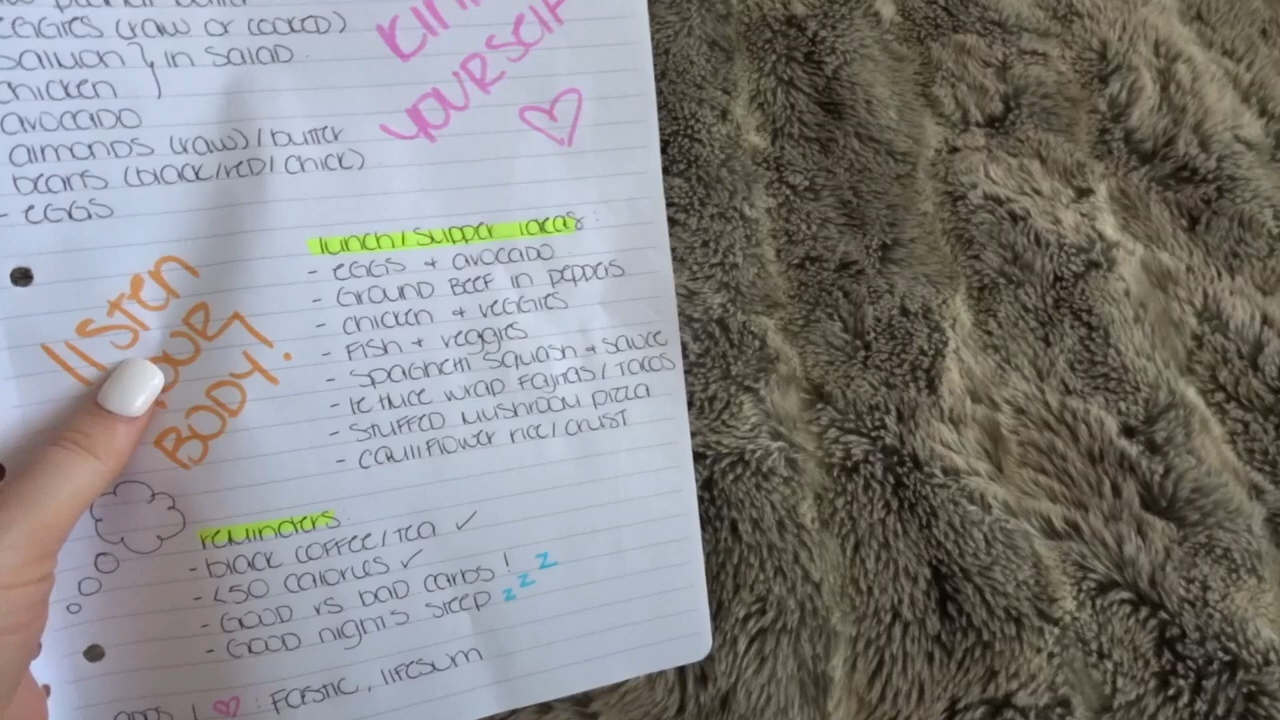 VEGGIES (raw or cooked)
salmon } in salad
chicken
avocado
almonds (raw) / butter
beans (black/red/chick)
- EGGS
YOURSELF
listen
YOUR
BODY!
lunch/supper ideas:
- EGGS + avocado
- GROUND BEEF in peppers
- chicken + veggies
- FISH + veggies
- spaghetti squash + sauce
- lettuce wrap Fajitas/Tacos
- STUFFED MUSHROOM pizza
- cauliflower rice/crust
reminders:
- black coffee/tea ✓
- <50 calories ✓
- GOOD vs bad carbs!
- GOOD night's sleep z z z
apps I ♡ : FASTIC, lifesum